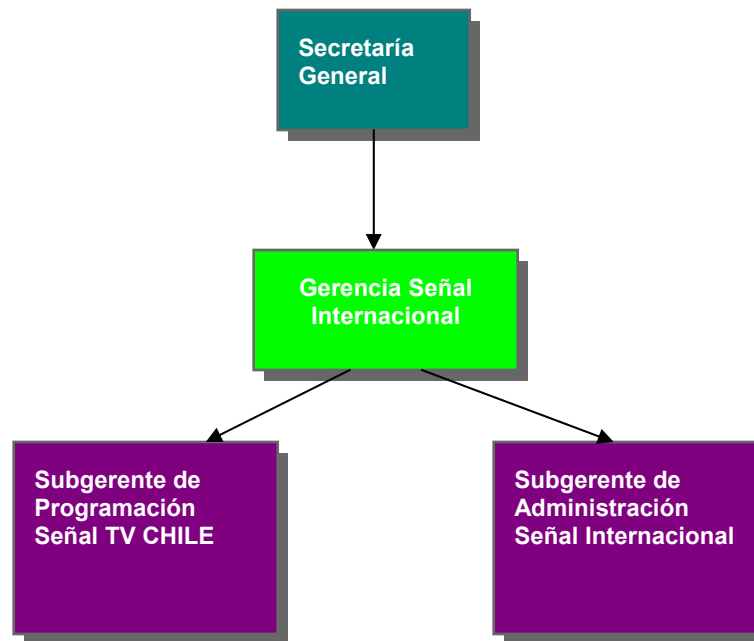 Secretaría
General
Gerencia Señal
Internacional
Subgerente de
Programación
Señal TV CHILE
Subgerente de
Administración
Señal Internacional